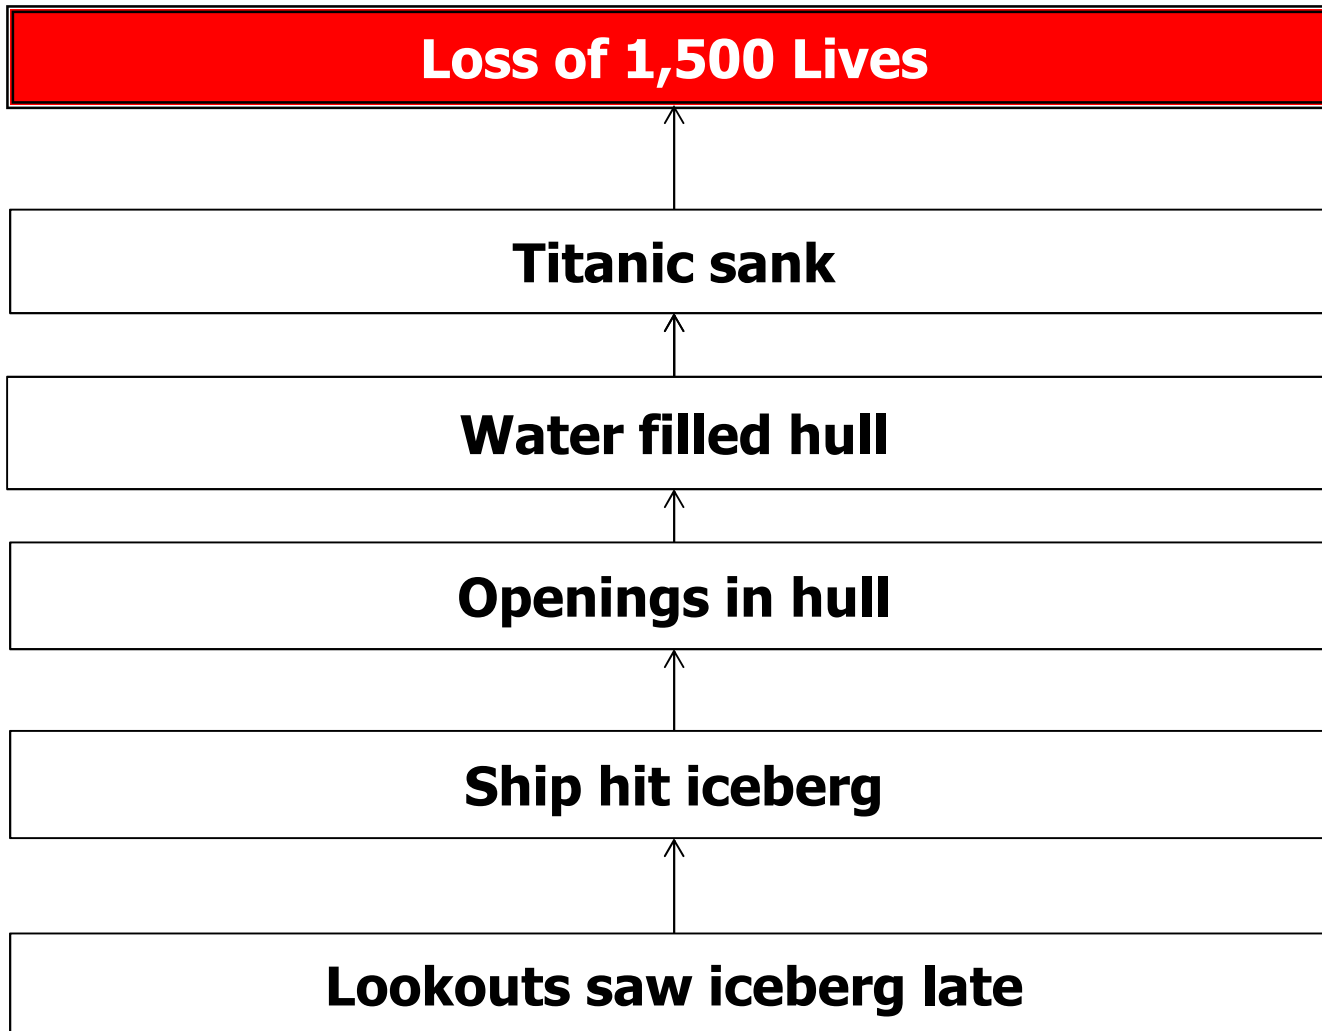 Loss of 1,500 Lives
Titanic sank
Water filled hull
Openings in hull
Ship hit iceberg
Lookouts saw iceberg late